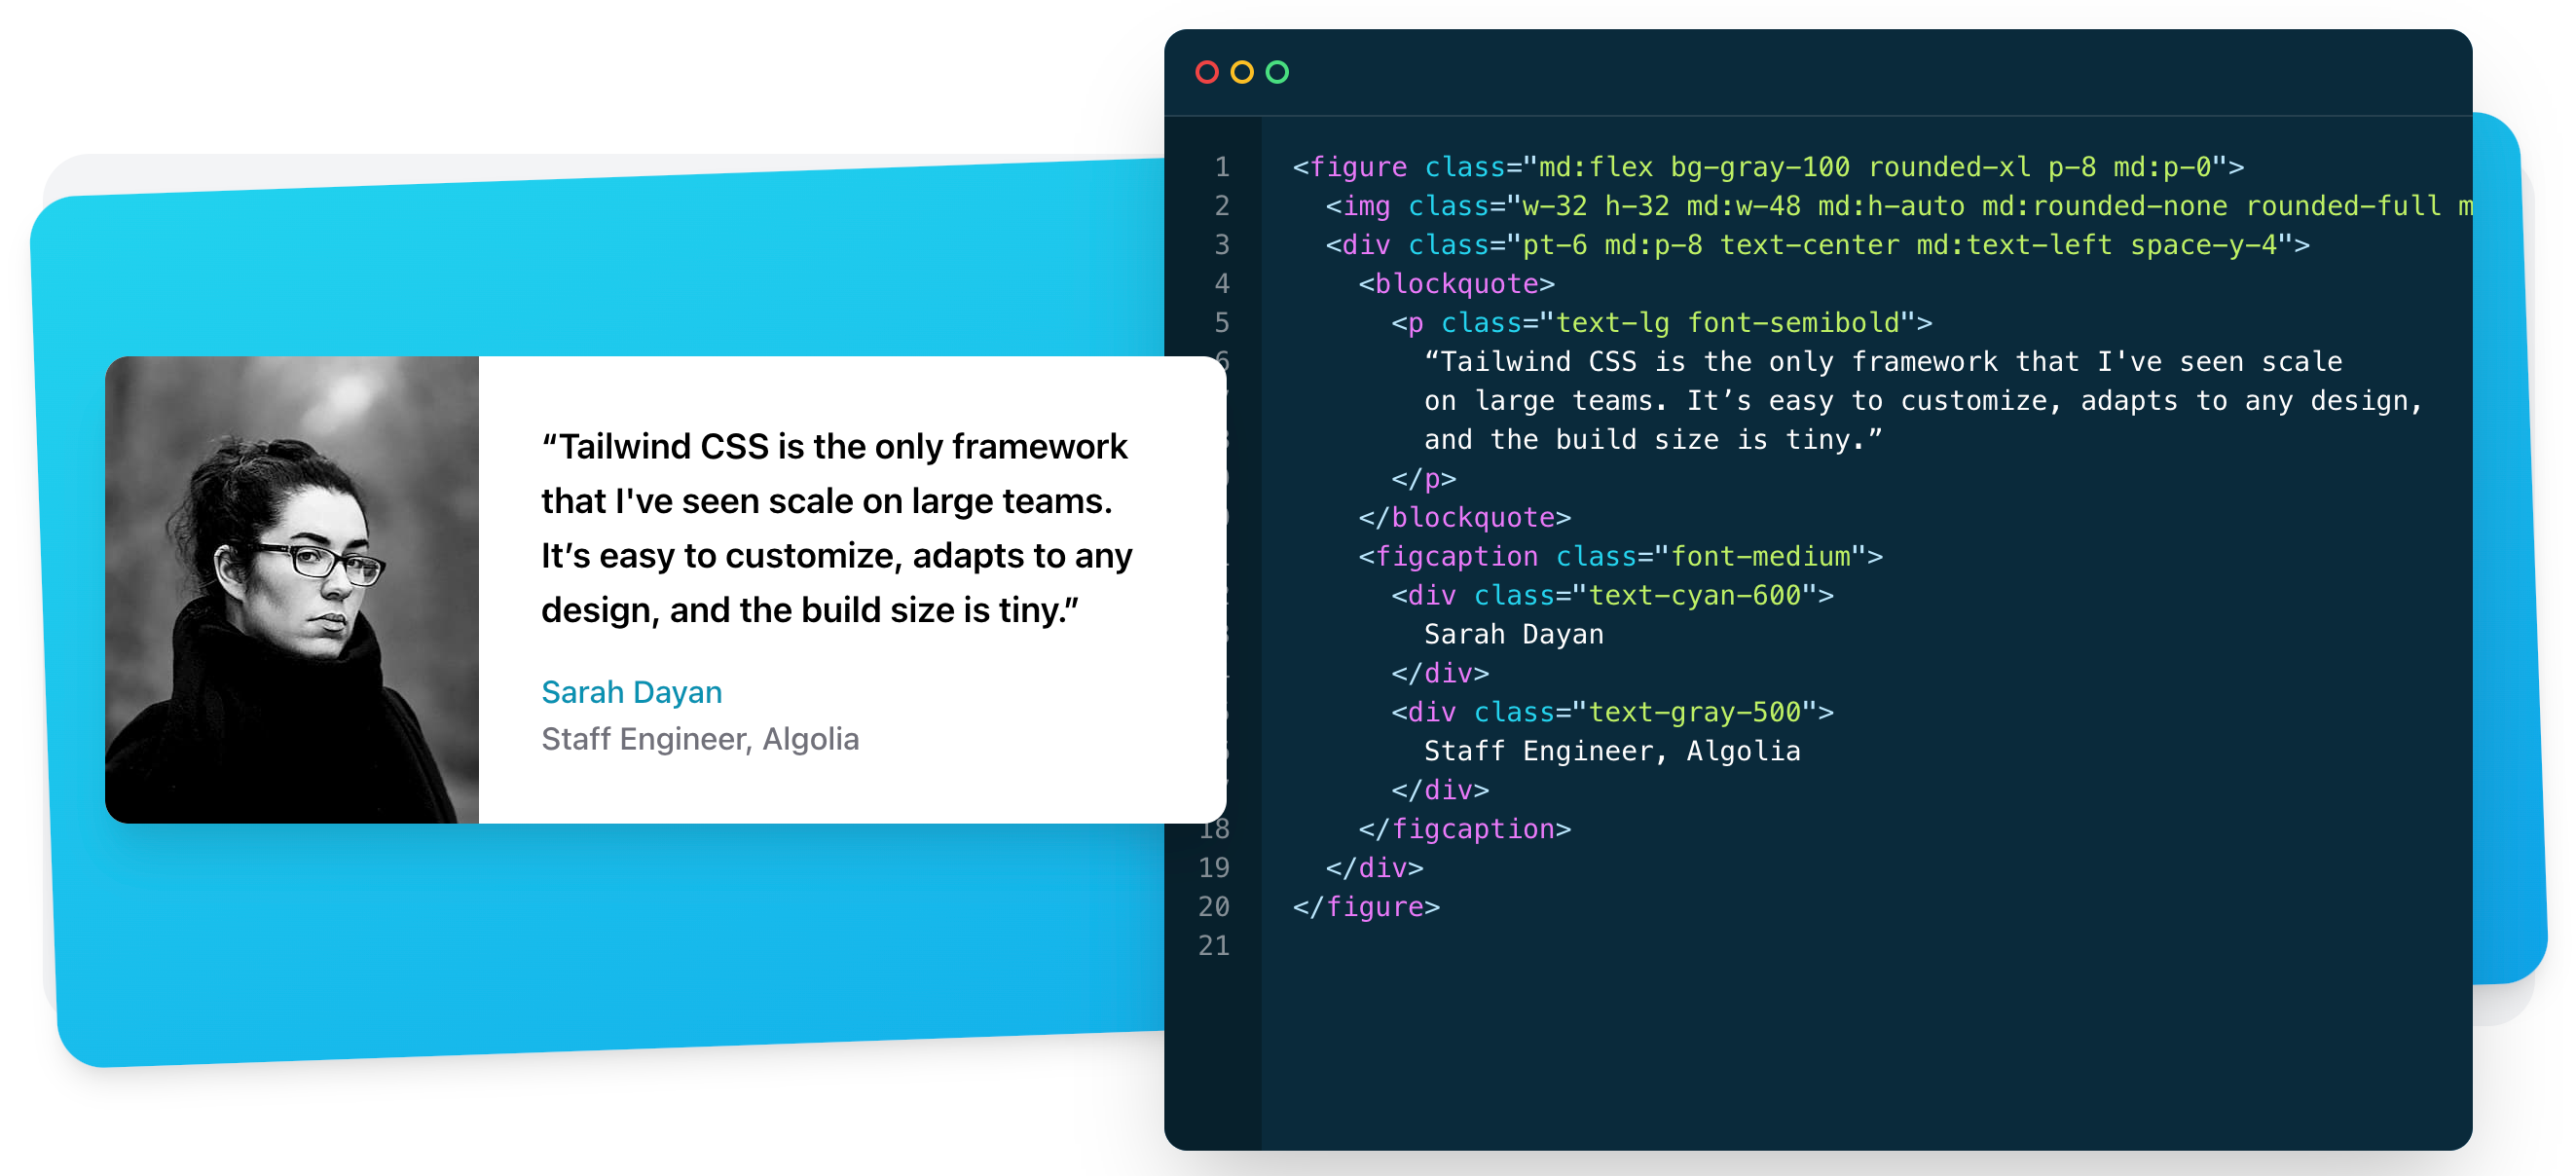 “Tailwind CSS is the only framework
that I've seen scale on large teams.
It’s easy to customize, adapts to any
design, and the build size is tiny.”
Sarah Dayan
Staff Engineer, Algolia
1 <figure class="md:flex bg-gray-100 rounded-xl p-8 md:p-0">
2   <img class="w-32 h-32 md:w-48 md:h-auto md:rounded-none rounded-full
3   <div class="pt-6 md:p-8 text-center md:text-left space-y-4">
4     <blockquote>
5       <p class="text-lg font-semibold">
6         “Tailwind CSS is the only framework that I've seen scale
on large teams. It’s easy to customize, adapts to any design,
and the build size is tiny.”
</p>
</blockquote>
<figcaption class="font-medium">
<div class="text-cyan-600">
Sarah Dayan
</div>
<div class="text-gray-500">
Staff Engineer, Algolia
</div>
18     </figcaption>
19   </div>
20 </figure>
21